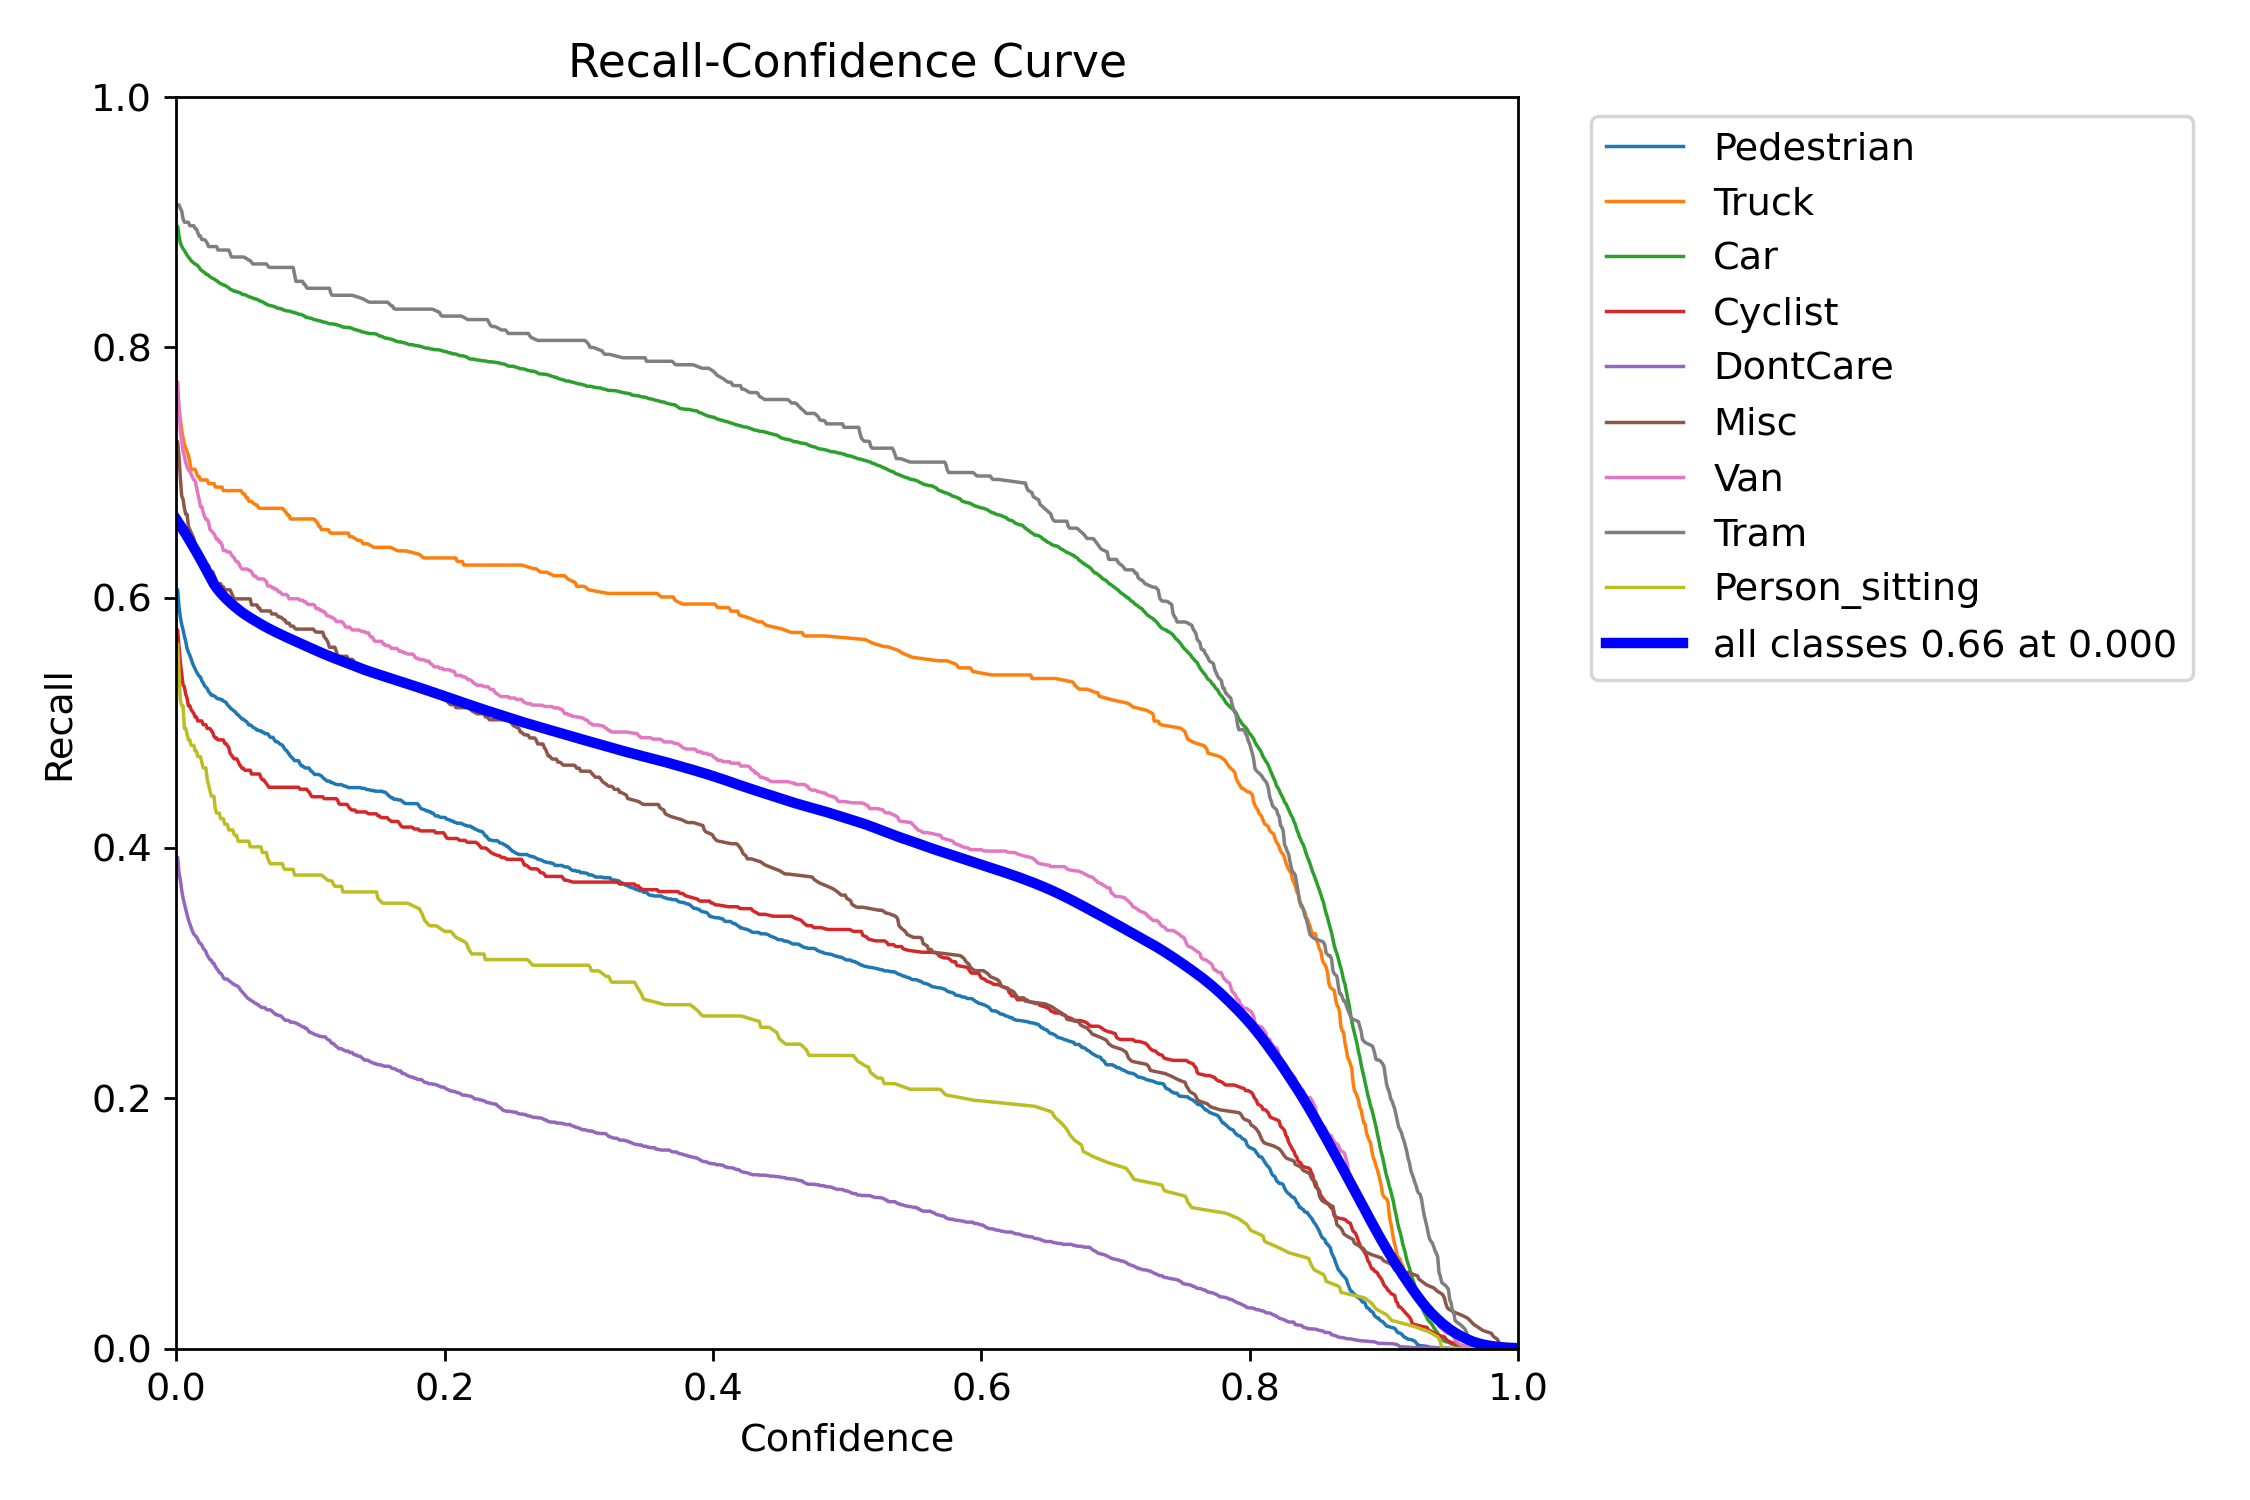 Recall-Confidence Curve
1.0
0.8
0.6
0.4
0.2
0.0
Recall
0.0 0.2 0.4 0.6 0.8 1.0
Confidence
Pedestrian
Truck
Car
Cyclist
DontCare
Misc
Van
Tram
Person_sitting
all classes 0.66 at 0.000